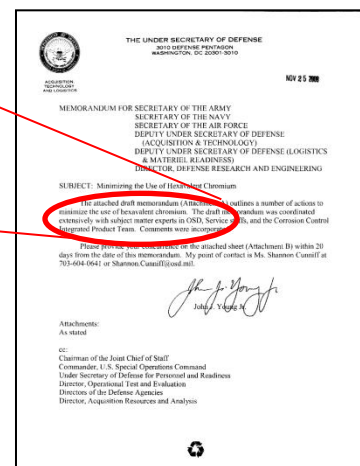 THE UNDER SECRETARY OF DEFENSE
3010 DEFENSE PENTAGON
WASHINGTON, DC 20301-3010
ACQUISITION,
TECHNOLOGY
AND LOGISTICS
NOV 25 2008
MEMORANDUM FOR SECRETARY OF THE ARMY
SECRETARY OF THE NAVY
SECRETARY OF THE AIR FORCE
DEPUTY UNDER SECRETARY OF DEFENSE
(ACQUISITION & TECHNOLOGY)
DEPUTY UNDER SECRETARY OF DEFENSE (LOGISTICS
& MATERIEL READINESS)
DIRECTOR, DEFENSE RESEARCH AND ENGINEERING
SUBJECT: Minimizing the Use of Hexavalent Chromium
The attached draft memorandum (Attachment A) outlines a number of actions to
minimize the use of hexavalent chromium. The draft memorandum was coordinated
extensively with subject matter experts in OSD, Service staffs, and the Corrosion Control
Integrated Product Team. Comments were incorporated.
Please provide your concurrence on the attached sheet (Attachment B) within 20
days from the date of this memorandum. My point of contact is Ms. Shannon Cunniff at
703-604-0641 or Shannon.Cunniff@osd.mil.
John J. Young, Jr.
Attachments:
As stated
cc:
Chairman of the Joint Chief of Staff
Commander, U.S. Special Operations Command
Under Secretary of Defense for Personnel and Readiness
Director, Operational Test and Evaluation
Directors of the Defense Agencies
Director, Acquisition Resources and Analysis